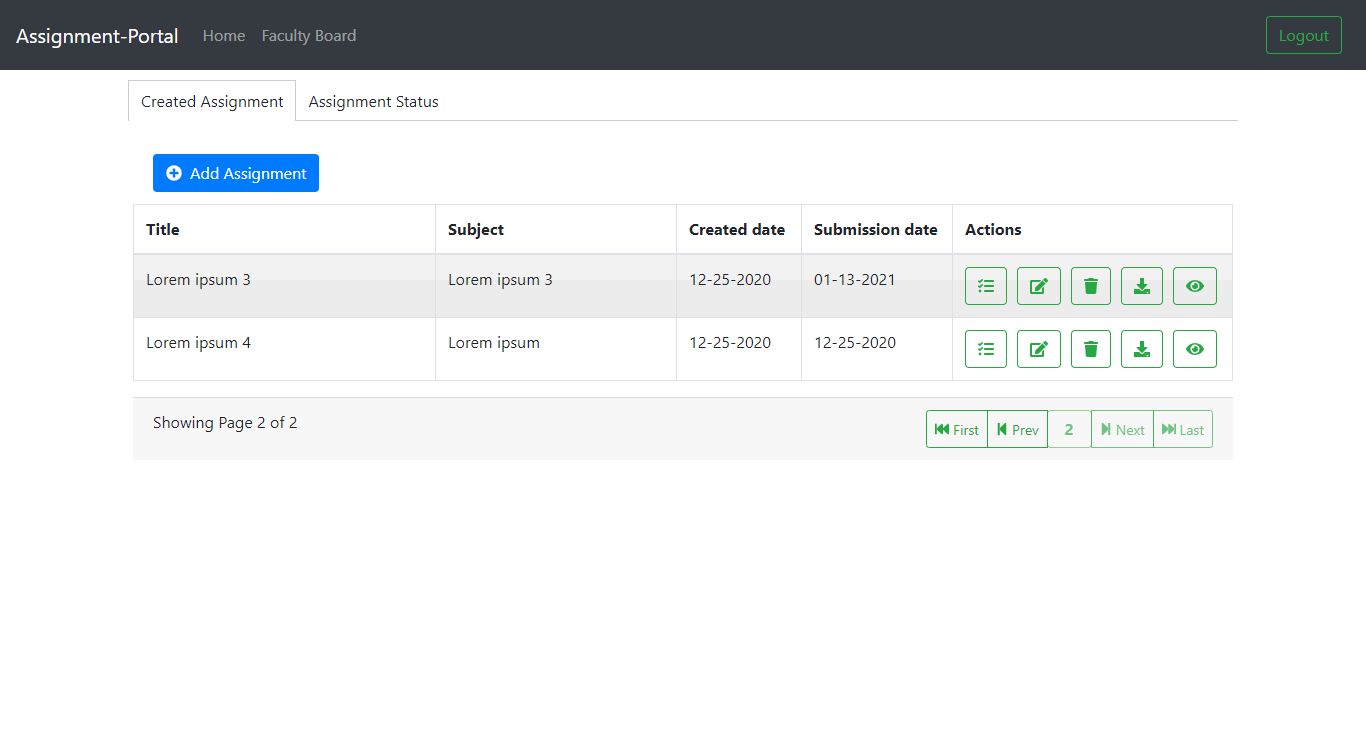 Assignment-Portal Home Faculty Board Logout
Created Assignment Assignment Status
Add Assignment
Title Subject Created date Submission date Actions
Lorem ipsum 3 Lorem ipsum 3 12-25-2020 01-13-2021
Lorem ipsum 4 Lorem ipsum 12-25-2020 12-25-2020
Showing Page 2 of 2 First Prev 2 Next Last